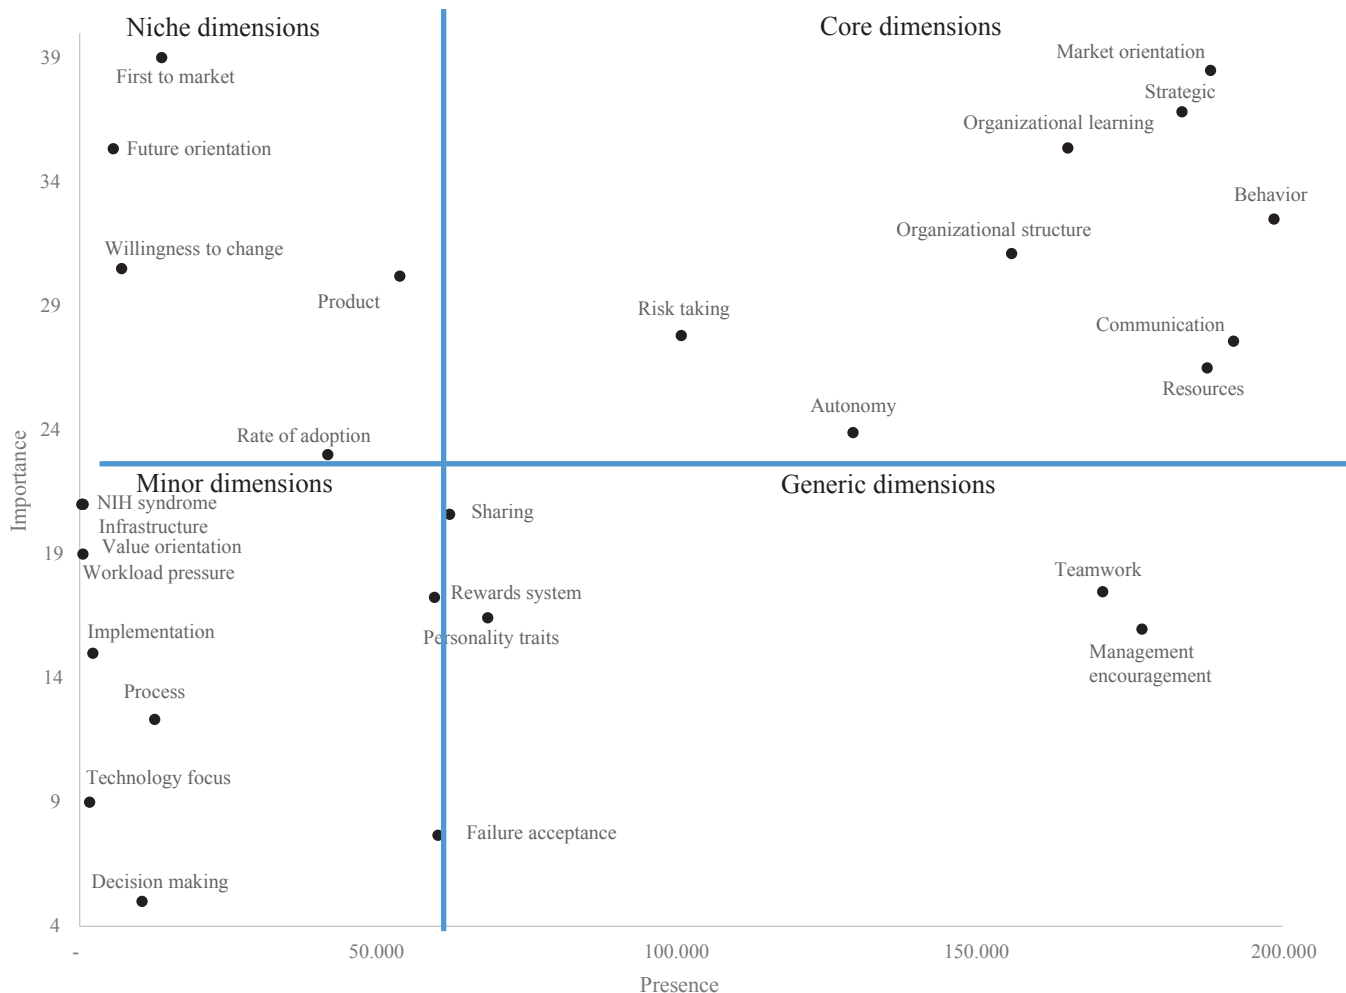 Niche dimensions
Core dimensions
39
First to market
Market orientation
Strategic
Organizational learning
Future orientation
34
Behavior
Organizational structure
Willingness to change
Product
29
Risk taking
Communication
Resources
Autonomy
24
Rate of adoption
Importance
Minor dimensions
Generic dimensions
NIH syndrome
Sharing
Infrastructure
Value orientation
19
Workload pressure
Teamwork
Rewards system
Implementation
Personality traits
Management
encouragement
14
Process
Technology focus
9
Failure acceptance
Decision making
4
-
50.000
100.000
150.000
200.000
Presence